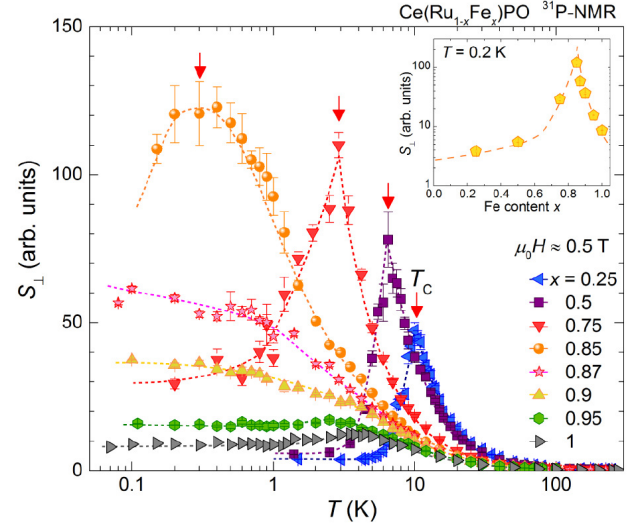 Ce(Ru₁₋ₓFeₓ)PO ³¹P-NMR
T = 0.2 K
S⊥ (arb. units)
100
10
1
0.0 0.2 0.4 0.6 0.8 1.0
Fe content x
S⊥ (arb. units)
150
100
50
0
μ₀H ≈ 0.5 T
x = 0.25
0.5
0.75
0.85
0.87
0.9
0.95
1
T_C
0.1 1 10 100
T (K)